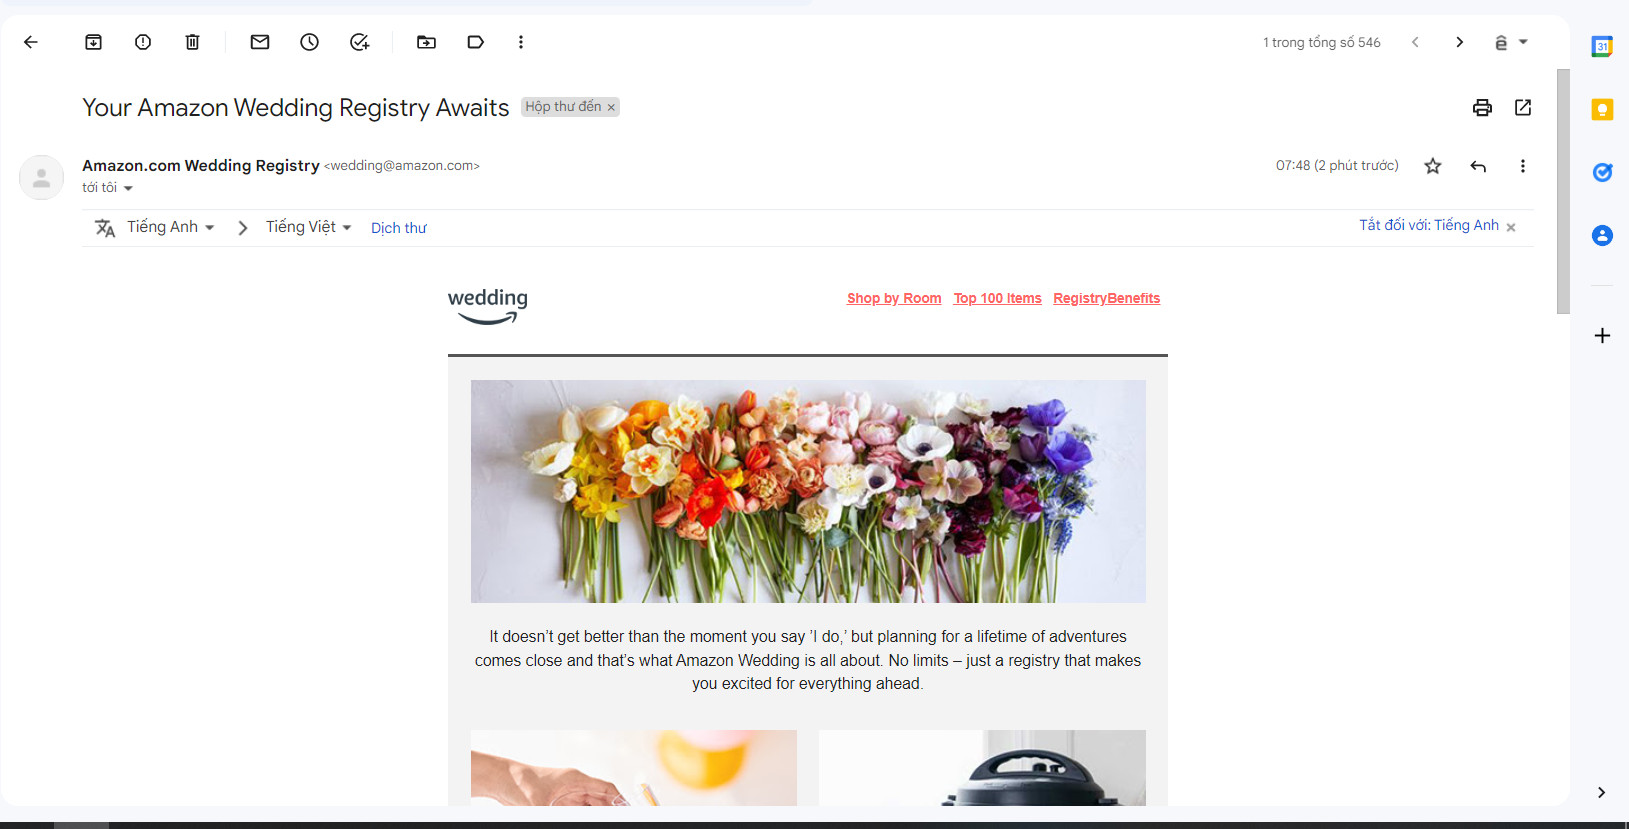 1 trong tổng số 546
ê
31
Your Amazon Wedding Registry Awaits Hộp thư đến ×
Amazon.com Wedding Registry <wedding@amazon.com> 07:48 (2 phút trước)
tới tôi
Tiếng Anh Tiếng Việt Dịch thư Tắt đối với: Tiếng Anh ×
wedding Shop by Room Top 100 Items RegistryBenefits
It doesn’t get better than the moment you say ’I do,’ but planning for a lifetime of adventures
comes close and that’s what Amazon Wedding is all about. No limits – just a registry that makes
you excited for everything ahead.